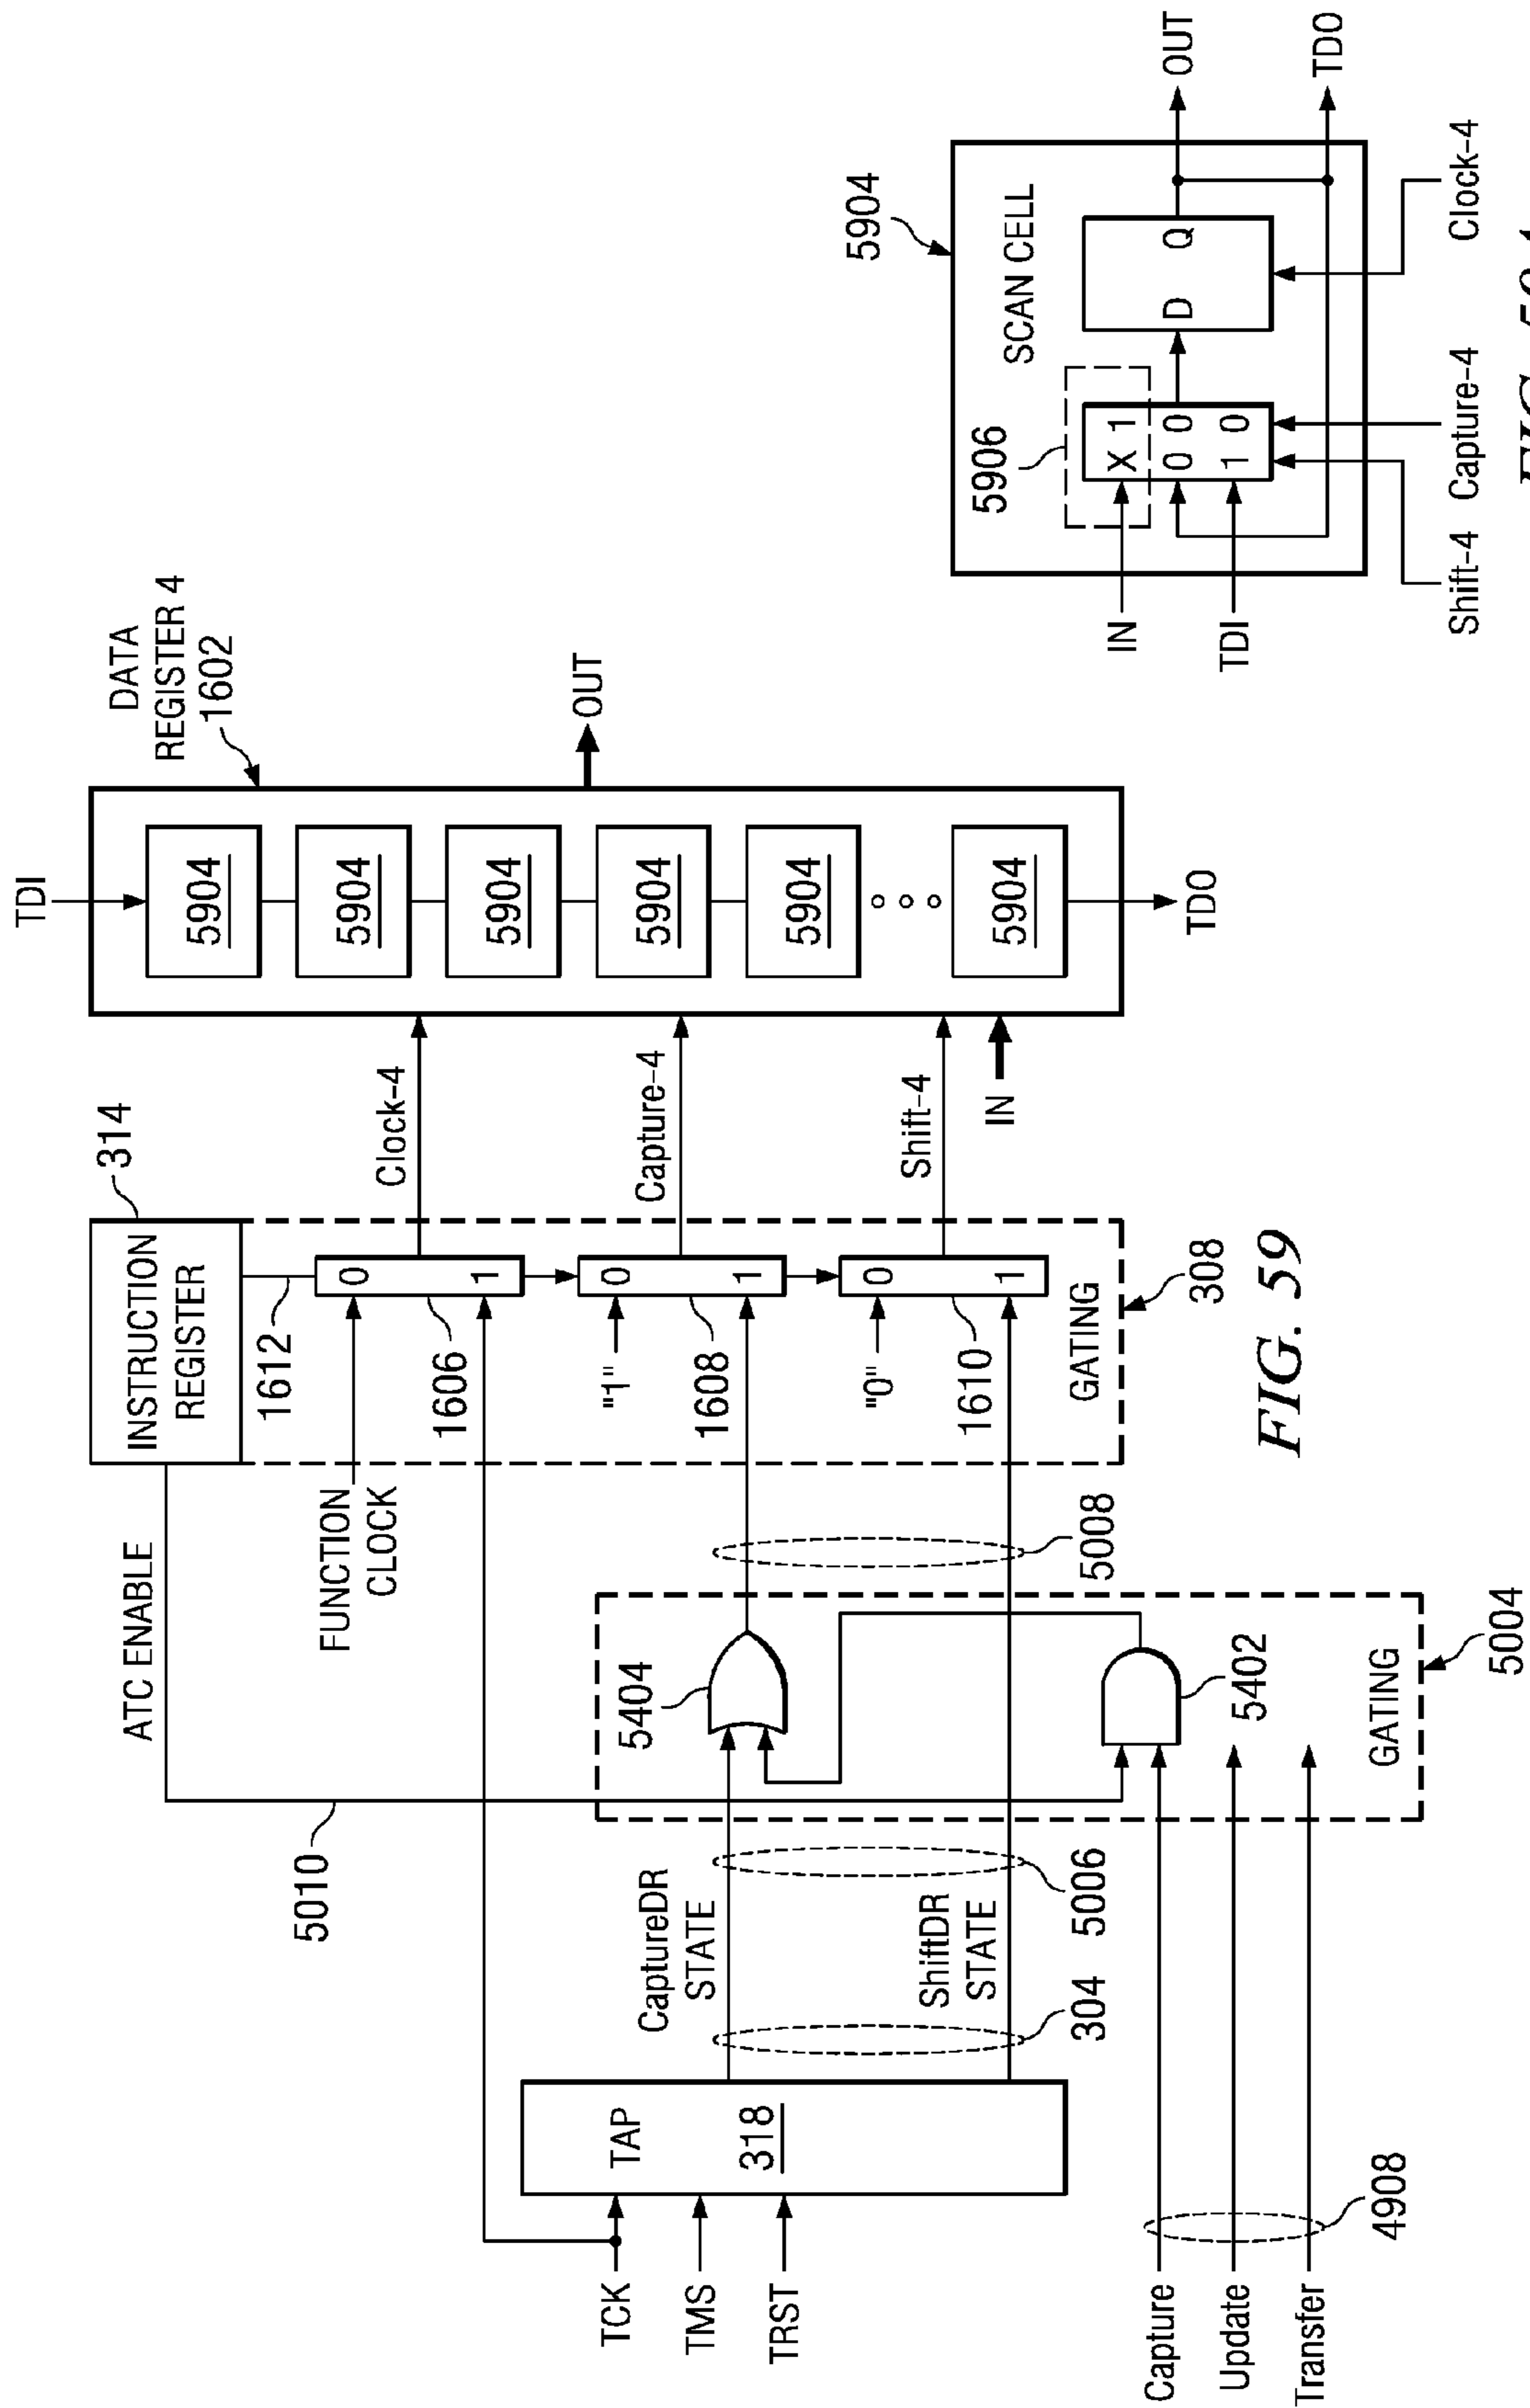 TDI
DATA
REGISTER 4
1602
5904
5904
5904
5904
5904
5904
OUT
TDO
314
INSTRUCTION
REGISTER
1612
ATC ENABLE
FUNCTION
CLOCK
0
1
1606
Clock-4
"1"
0
1
1608
Capture-4
"0"
0
1
1610
Shift-4
IN
GATING
308
5010
5404
5008
5402
GATING
5004
CaptureDR
STATE
5006
ShiftDR
STATE
304
TAP
318
TCK
TMS
TRST
Capture
Update
Transfer
4908
FIG. 59
5904
SCAN CELL
5906
X 1
0 0
1 0
D Q
IN
TDI
OUT
TDO
Shift-4
Capture-4
Clock-4